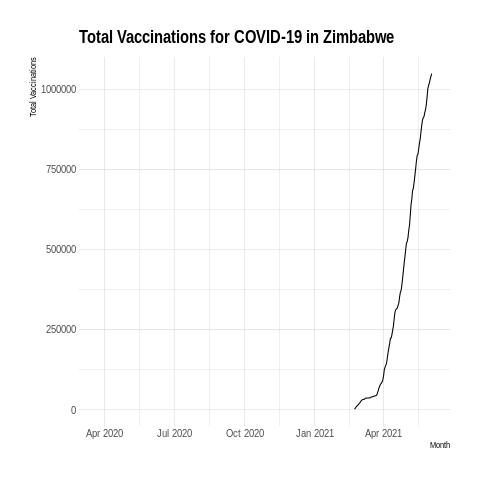 Total Vaccinations for COVID-19 in Zimbabwe
Total Vaccinations
1000000
750000
500000
250000
0
Apr 2020 Jul 2020 Oct 2020 Jan 2021 Apr 2021
Month